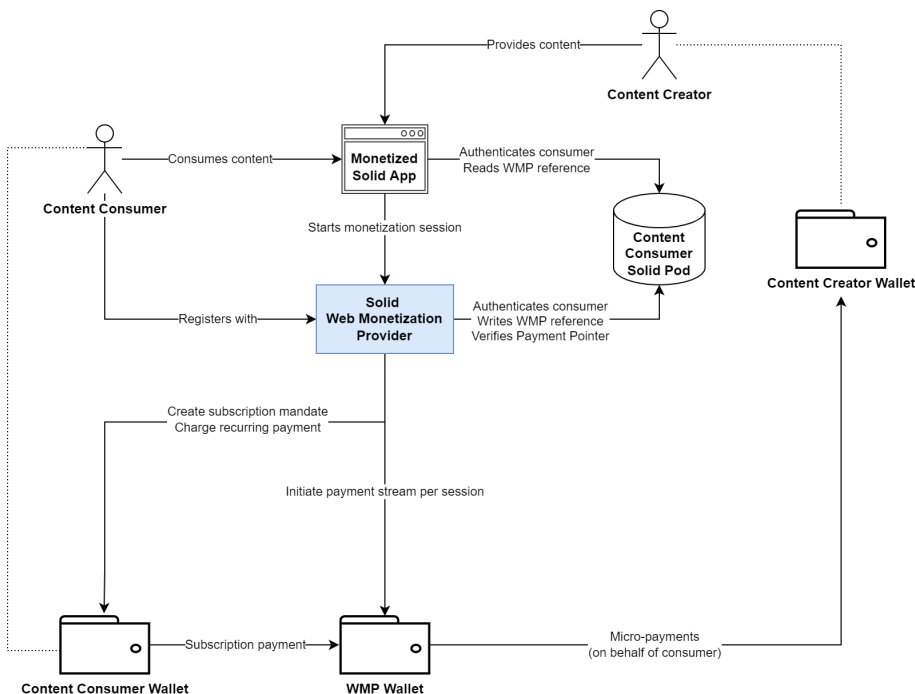 Provides content
Content Creator
Consumes content
Monetized
Solid App
Authenticates consumer
Reads WMP reference
Content Consumer
Starts monetization session
Content
Consumer
Solid Pod
Content Creator Wallet
Registers with
Solid
Web Monetization
Provider
Authenticates consumer
Writes WMP reference
Verifies Payment Pointer
Create subscription mandate
Charge recurring payment
Initiate payment stream per session
Subscription payment
Micro-payments
(on behalf of consumer)
Content Consumer Wallet
WMP Wallet